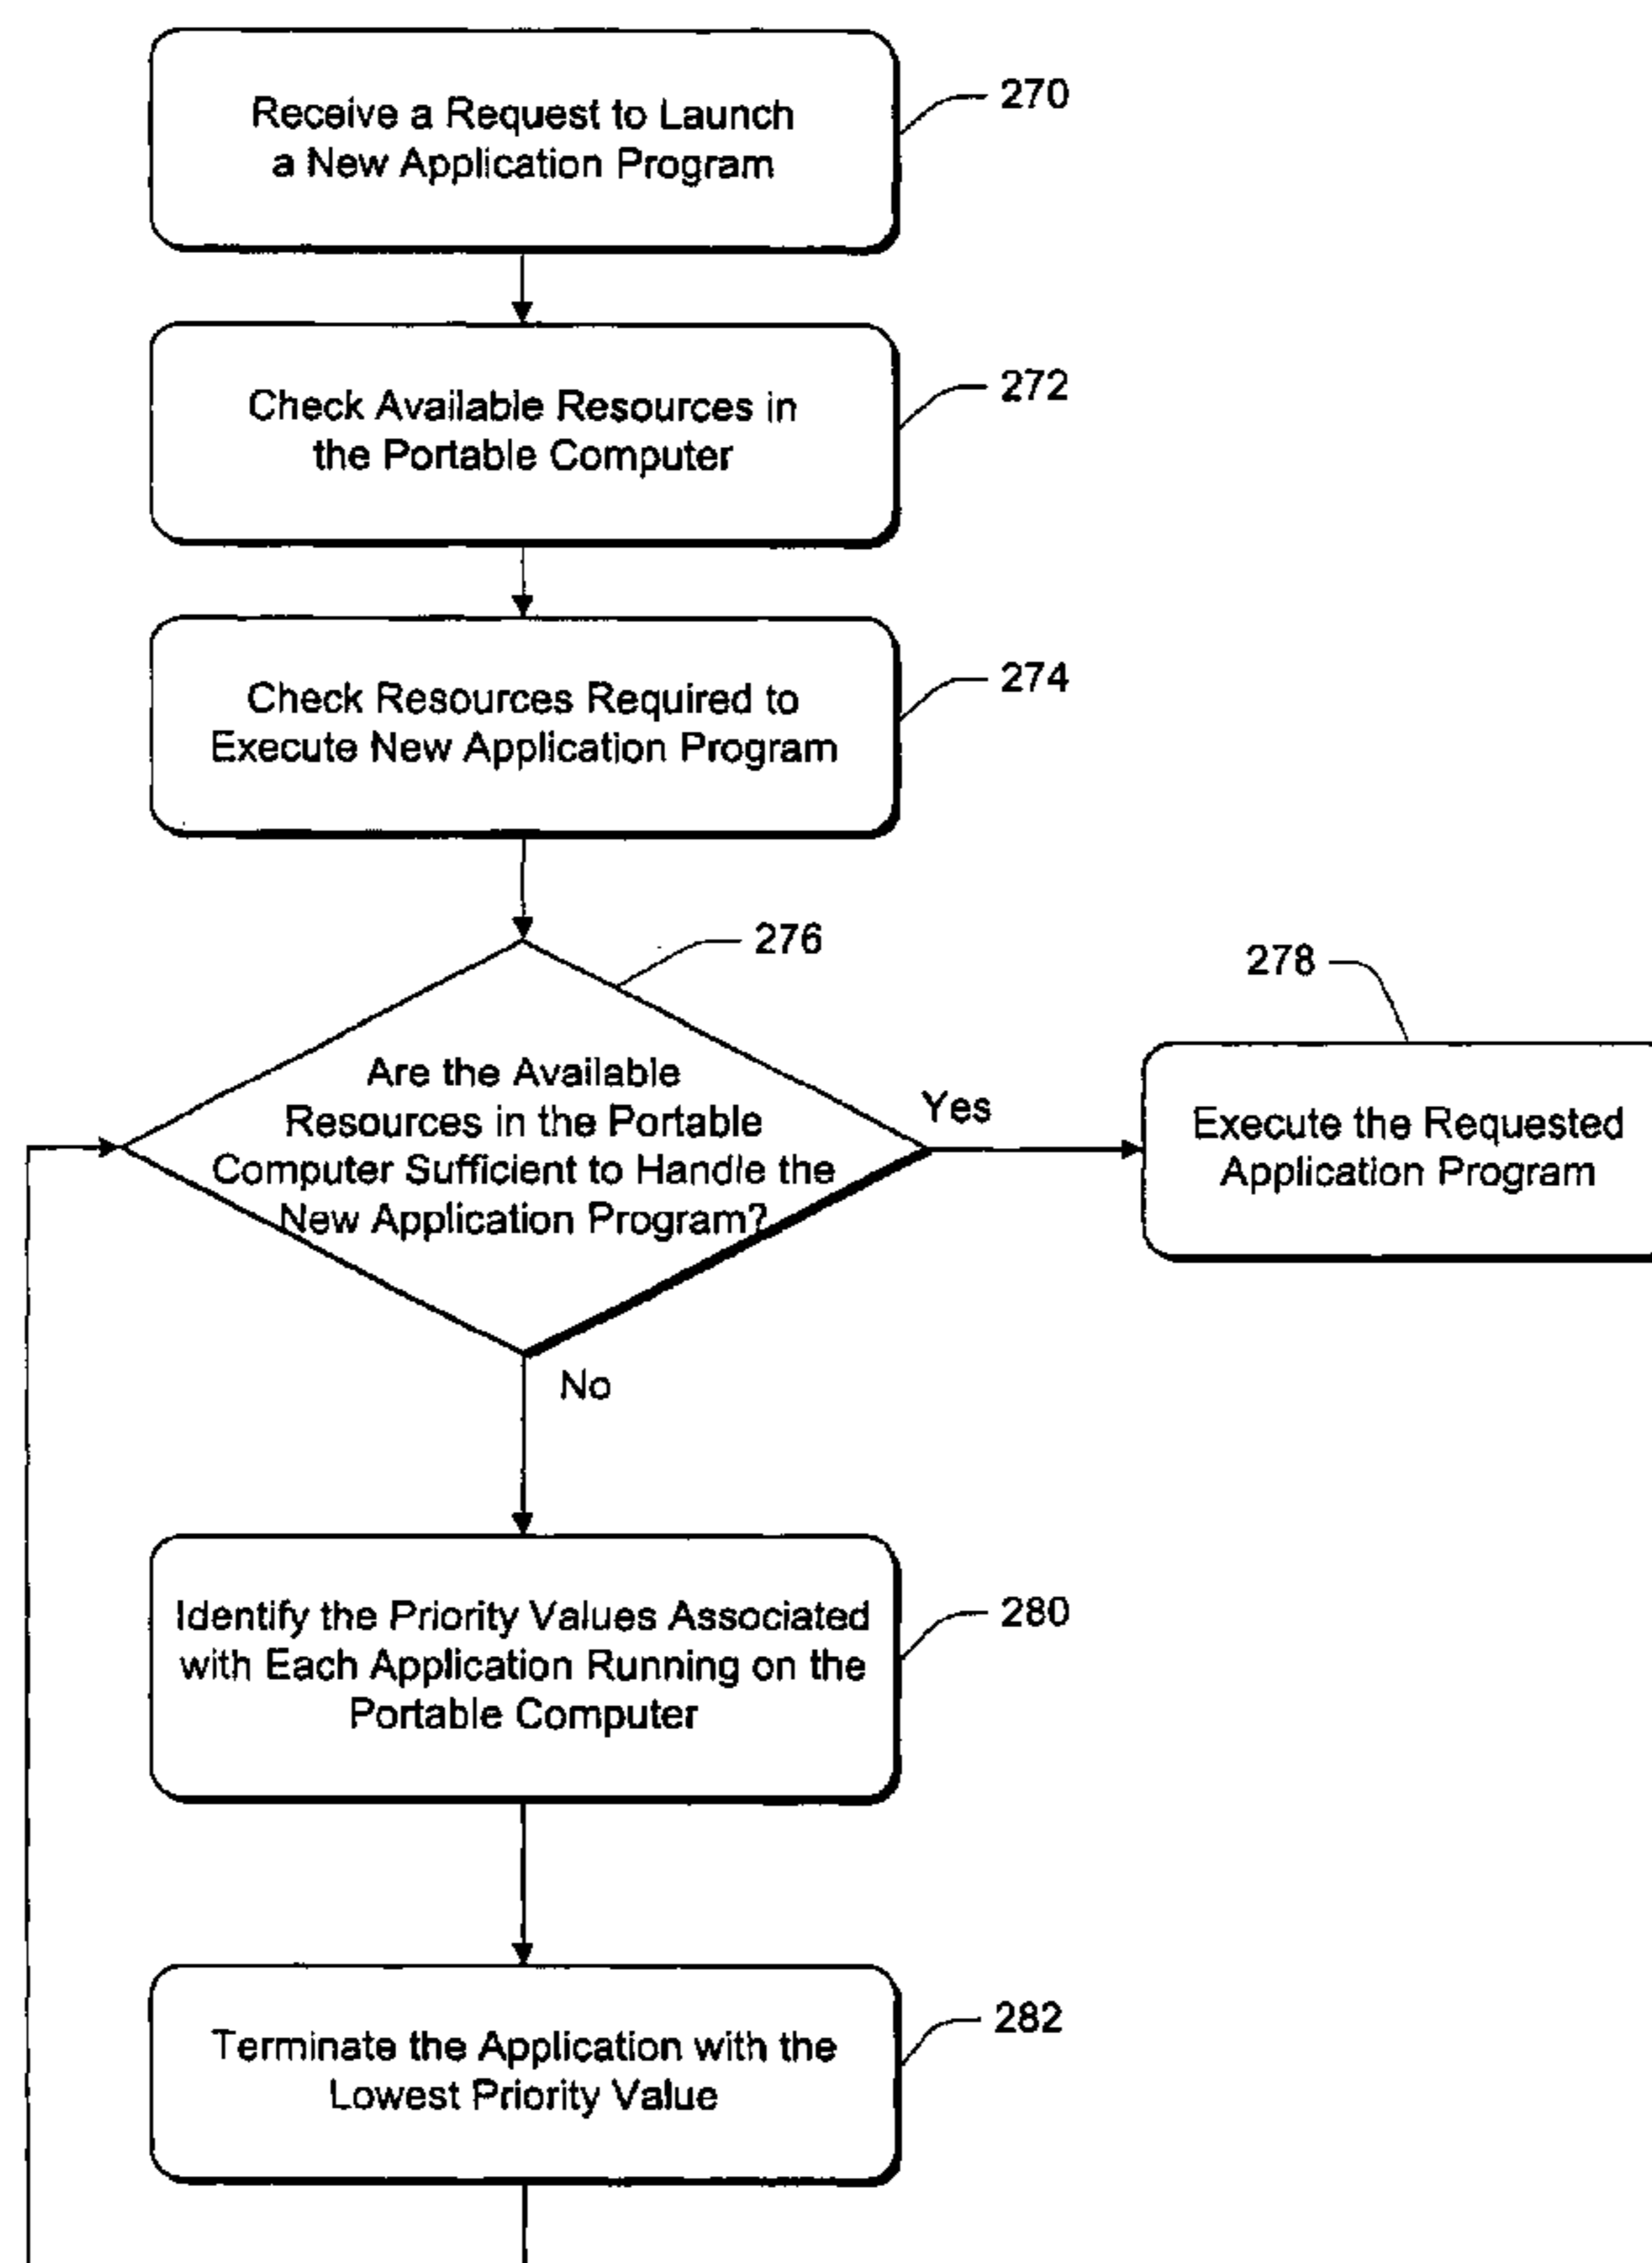 Receive a Request to Launch
a New Application Program
270
Check Available Resources in
the Portable Computer
272
Check Resources Required to
Execute New Application Program
274
276
Are the Available
Resources in the Portable
Computer Sufficient to Handle the
New Application Program?
Yes
278
Execute the Requested
Application Program
No
Identify the Priority Values Associated
with Each Application Running on the
Portable Computer
280
Terminate the Application with the
Lowest Priority Value
282